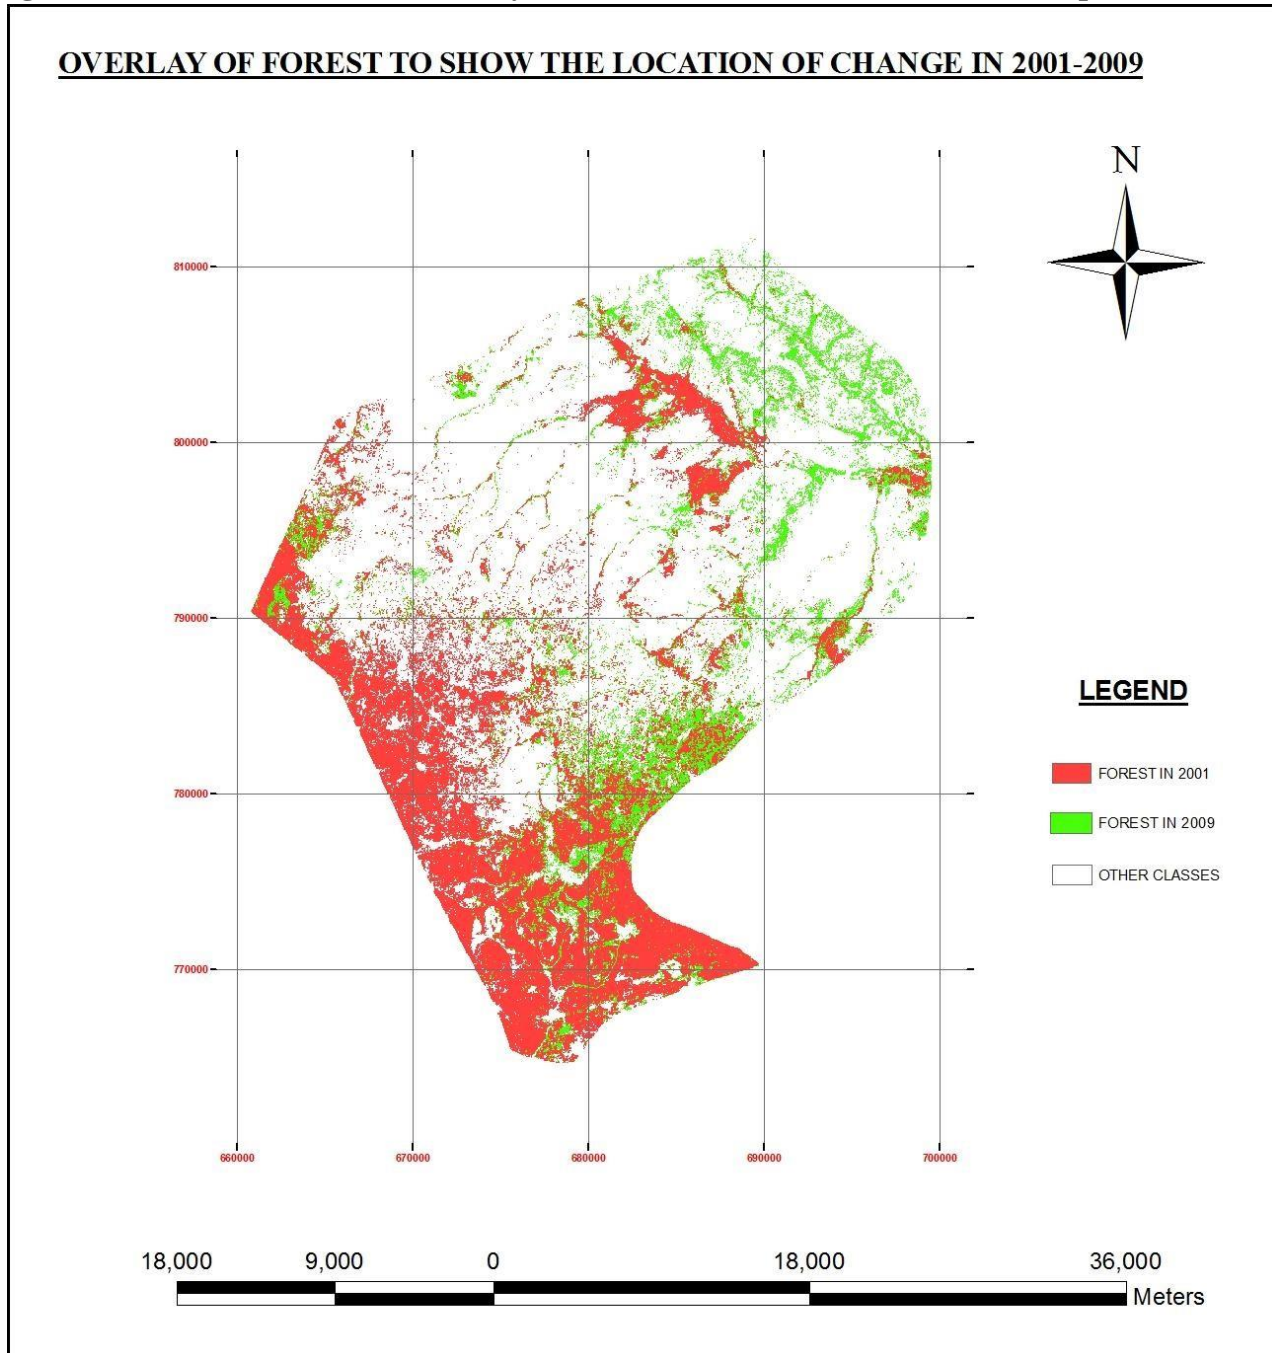 OVERLAY OF FOREST TO SHOW THE LOCATION OF CHANGE IN 2001-2009
N
810000
800000
790000
780000
770000
660000 670000 680000 690000 700000
LEGEND
FOREST IN 2001
FOREST IN 2009
OTHER CLASSES
18,000 9,000 0 18,000 36,000
Meters